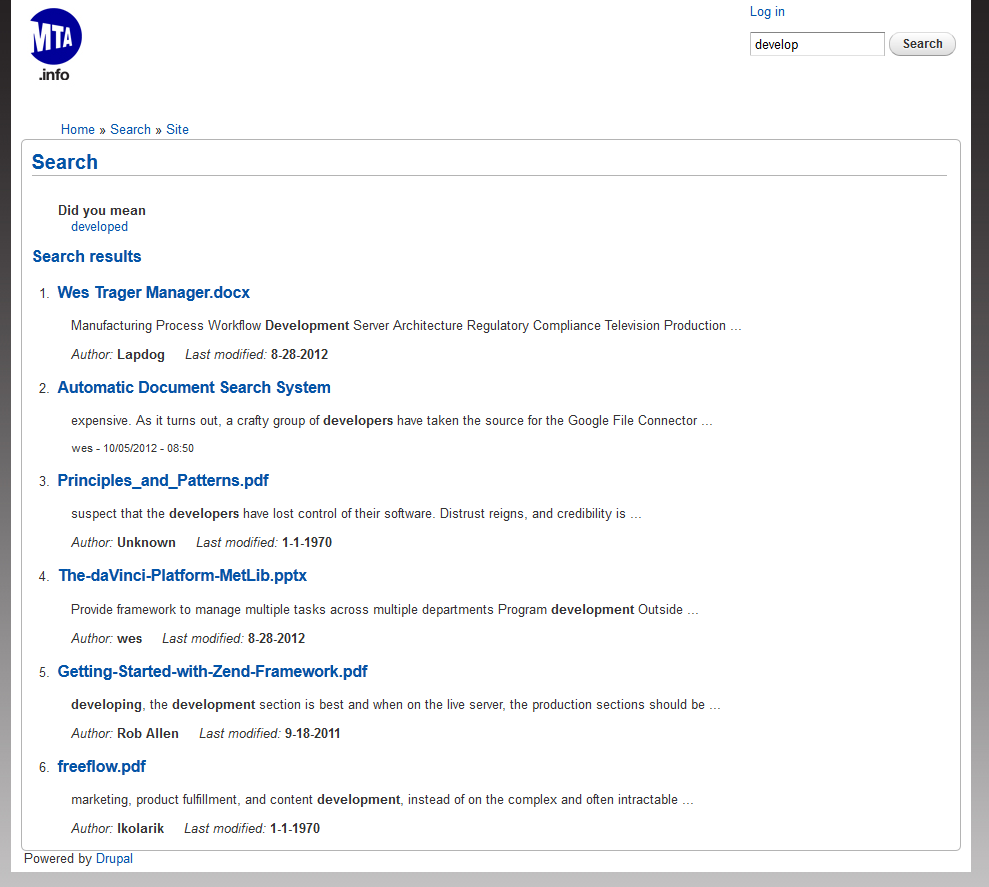 MTA
.info
Log in
develop
Search
Home » Search » Site
Search
Did you mean
developed
Search results
1. Wes Trager Manager.docx
Manufacturing Process Workflow Development Server Architecture Regulatory Compliance Television Production ...
Author: Lapdog Last modified: 8-28-2012
2. Automatic Document Search System
expensive. As it turns out, a crafty group of developers have taken the source for the Google File Connector ...
wes - 10/05/2012 - 08:50
3. Principles_and_Patterns.pdf
suspect that the developers have lost control of their software. Distrust reigns, and credibility is ...
Author: Unknown Last modified: 1-1-1970
4. The-daVinci-Platform-MetLib.pptx
Provide framework to manage multiple tasks across multiple departments Program development Outside ...
Author: wes Last modified: 8-28-2012
5. Getting-Started-with-Zend-Framework.pdf
developing, the development section is best and when on the live server, the production sections should be ...
Author: Rob Allen Last modified: 9-18-2011
6. freeflow.pdf
marketing, product fulfillment, and content development, instead of on the complex and often intractable ...
Author: lkolarik Last modified: 1-1-1970
Powered by Drupal